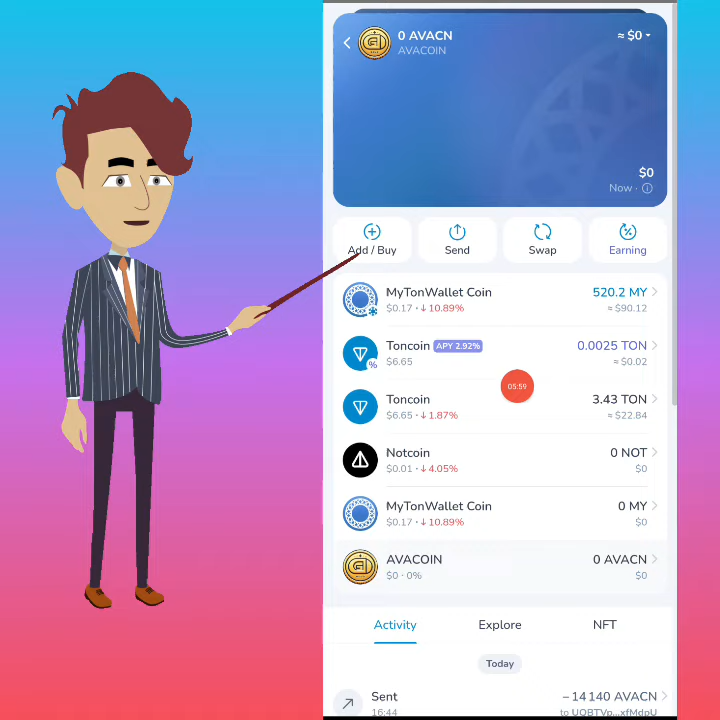 0 AVACN
AVACOIN
≈ $0
$0
Now ·
Add / Buy
Send
Swap
Earning
MyTonWallet Coin
520.2 MY
$0.17 · ↓ 10.89%
≈ $90.12
Toncoin APY 2.92%
0.0025 TON
$6.65
≈ $0.02
05:59
Toncoin
3.43 TON
$6.65 · ↓ 1.87%
≈ $22.84
Notcoin
0 NOT
$0.01 · ↓ 4.05%
$0
MyTonWallet Coin
0 MY
$0.17 · ↓ 10.89%
$0
AVACOIN
0 AVACN
$0 · 0%
$0
Activity
Explore
NFT
Today
Sent
– 14 140 AVACN
16:44
to UQBTVp...xfMdpU